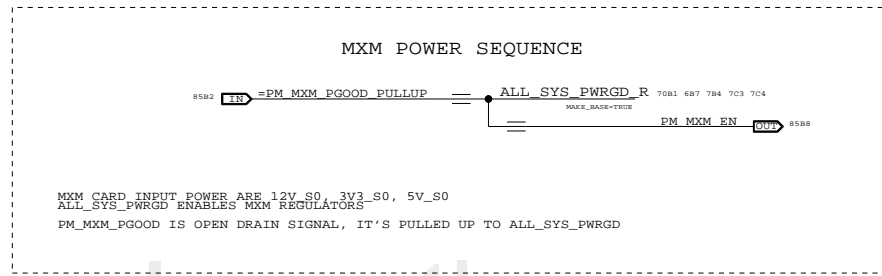 MXM POWER SEQUENCE
85B2 IN =PM_MXM_PGOOD_PULLUP ALL_SYS_PWRGD_R 70B1 6B7 7B4 7C3 7C4
MAKE_BASE=TRUE
PM_MXM_EN OUT 85B8
MXM CARD INPUT POWER ARE 12V_S0, 3V3_S0, 5V_S0
ALL_SYS_PWRGD ENABLES MXM REGULATORS
PM_MXM_PGOOD IS OPEN DRAIN SIGNAL, IT'S PULLED UP TO ALL_SYS_PWRGD